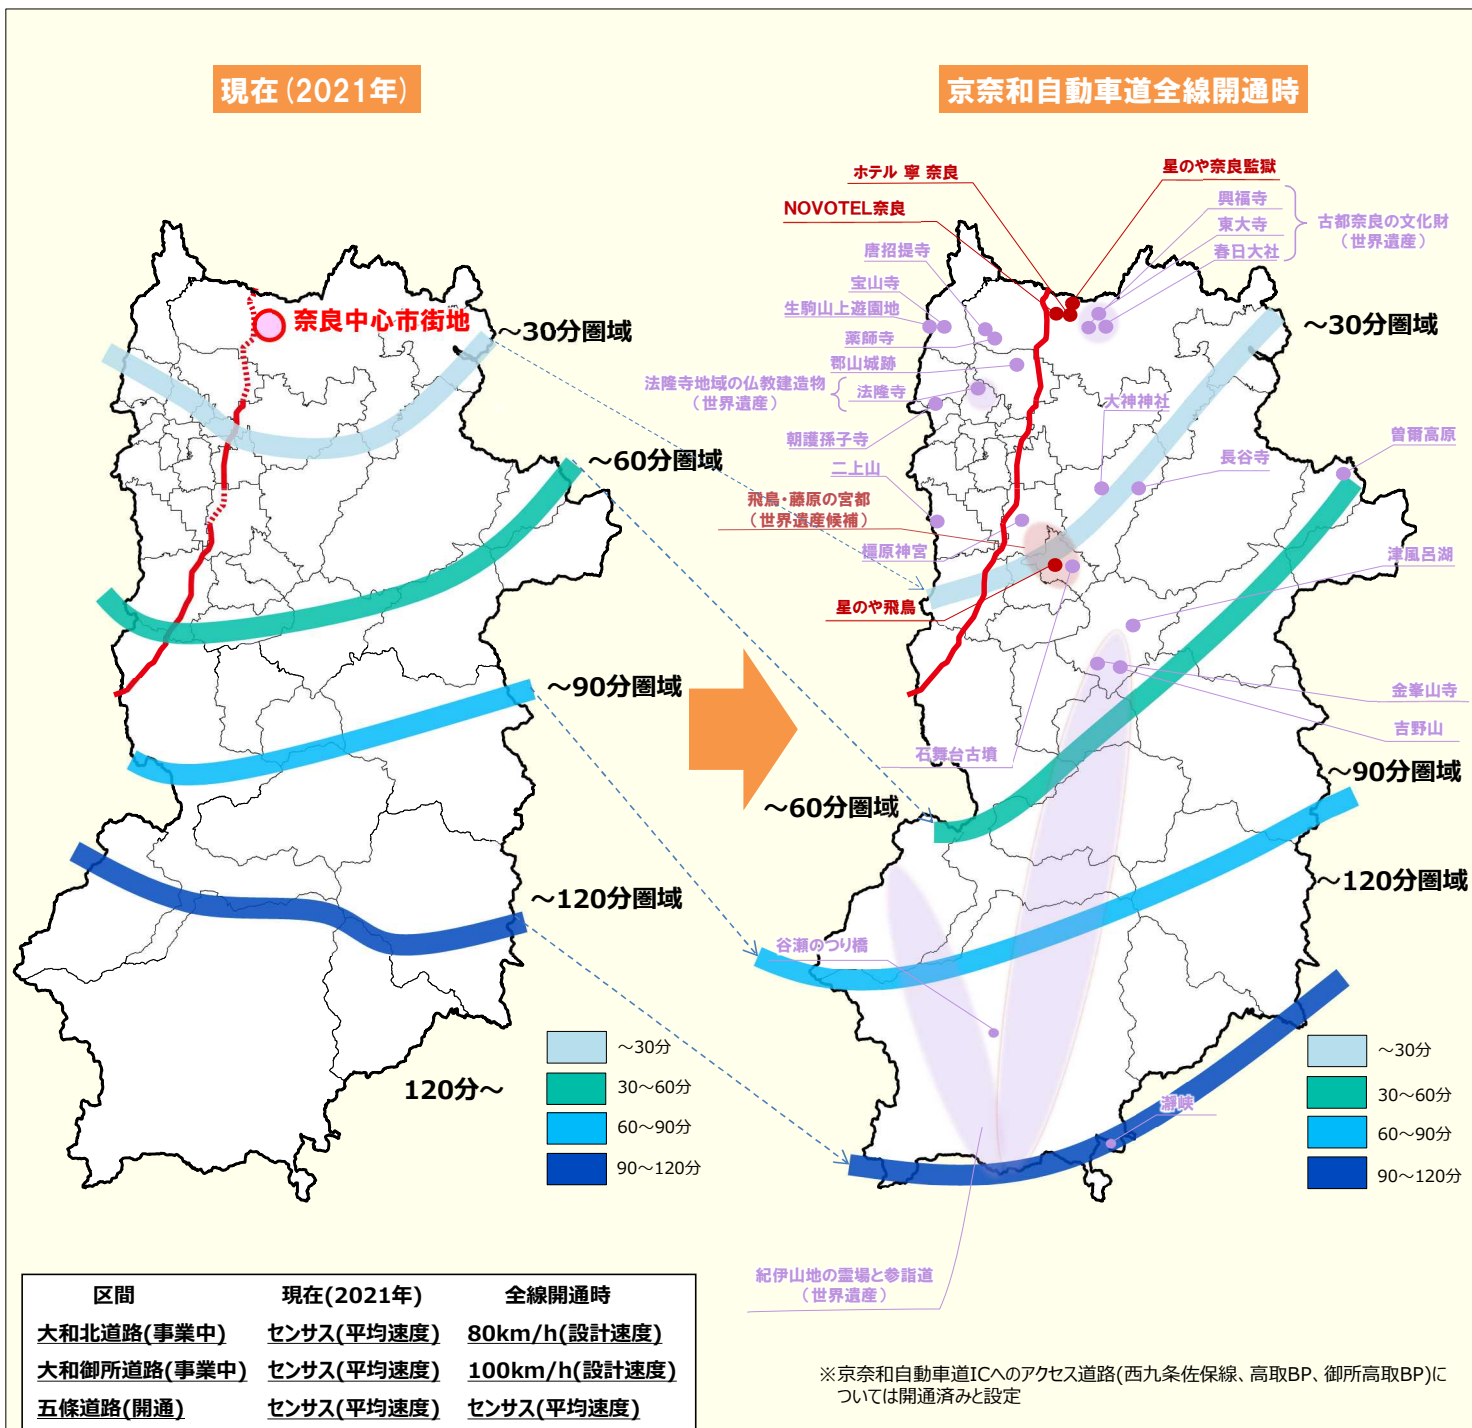 現在(2021年)
奈良中心市街地
～30分圏域
～60分圏域
～90分圏域
～120分圏域
120分～
～30分
30～60分
60～90分
90～120分
京奈和自動車道全線開通時
ホテル 寧 奈良
星のや奈良監獄
NOVOTEL奈良
興福寺
東大寺
春日大社
古都奈良の文化財
（世界遺産）
唐招提寺
宝山寺
生駒山上遊園地
薬師寺
郡山城跡
法隆寺地域の仏教建造物
（世界遺産）
法隆寺
朝護孫子寺
二上山
大神神社
長谷寺
曽爾高原
飛鳥・藤原の宮都
（世界遺産候補）
橿原神宮
津風呂湖
星のや飛鳥
金峯山寺
吉野山
石舞台古墳
谷瀬のつり橋
瀞峡
紀伊山地の霊場と参詣道
（世界遺産）
～30分圏域
～60分圏域
～90分圏域
～120分圏域
～30分
30～60分
60～90分
90～120分
区間 現在(2021年) 全線開通時
大和北道路(事業中) センサス(平均速度) 80km/h(設計速度)
大和御所道路(事業中) センサス(平均速度) 100km/h(設計速度)
五條道路(開通) センサス(平均速度) センサス(平均速度)
※京奈和自動車道ICへのアクセス道路(西九条佐保線、高取BP、御所高取BP)に
ついては開通済みと設定